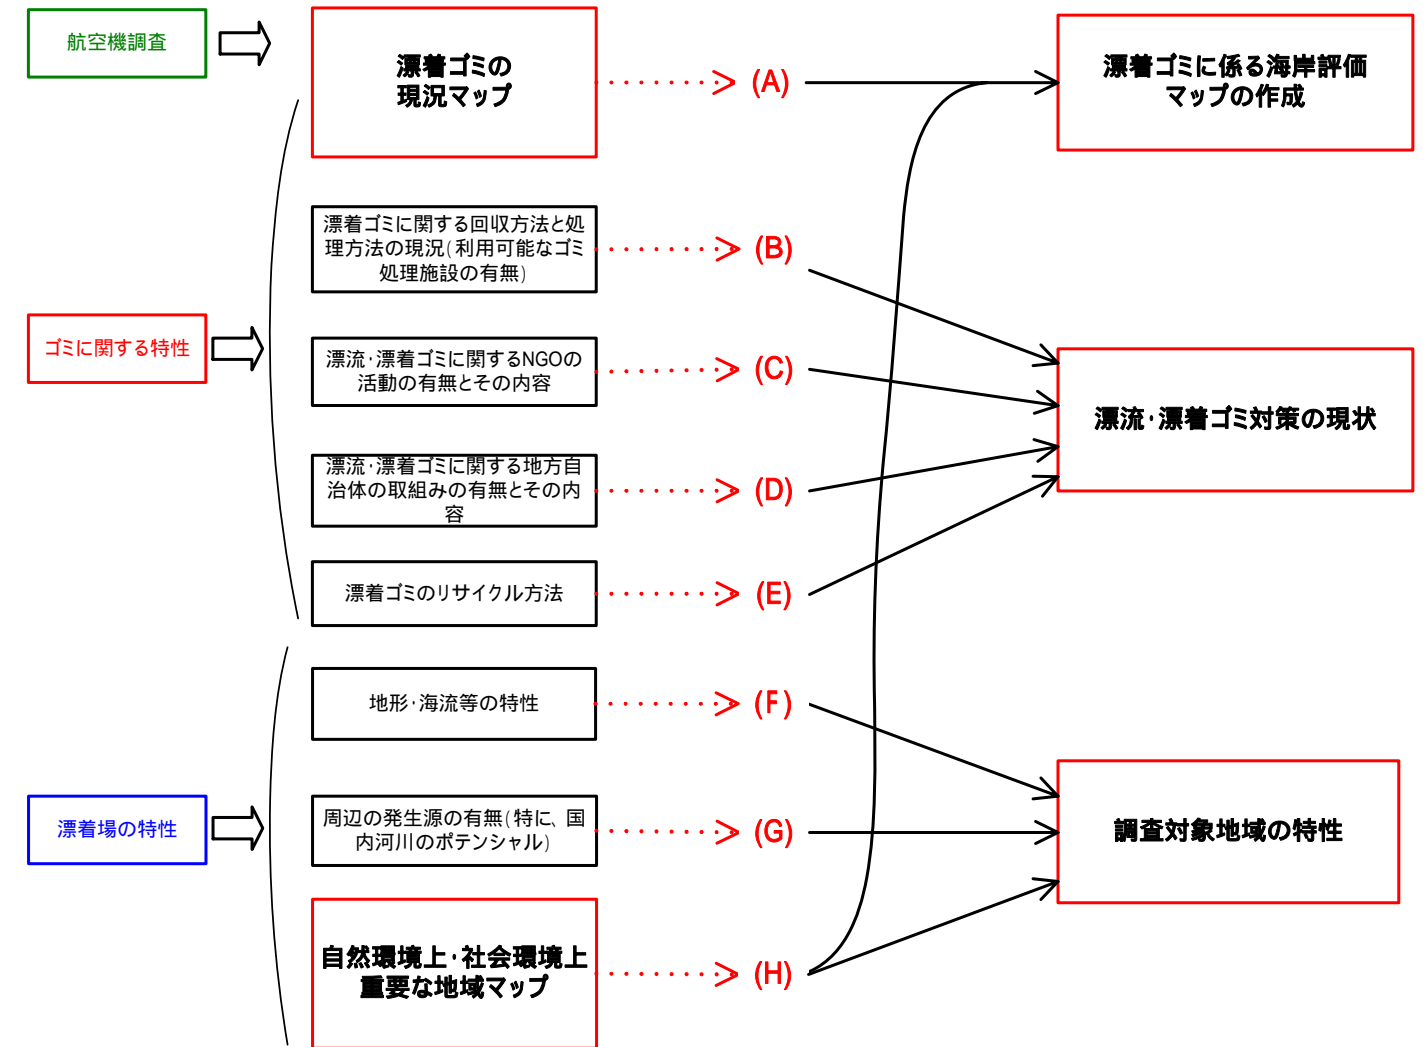 航空機調査
漂着ゴミの
現況マップ
(A)
漂着ゴミに係る海岸評価
マップの作成
漂着ゴミに関する回収方法と処
理方法の現況(利用可能なゴミ
処理施設の有無)
(B)
ゴミに関する特性
漂流・漂着ゴミに関するNGOの
活動の有無とその内容
(C)
漂流・漂着ゴミ対策の現状
漂流・漂着ゴミに関する地方自
治体の取組みの有無とその内
容
(D)
漂着ゴミのリサイクル方法
(E)
地形・海流等の特性
(F)
漂着場の特性
周辺の発生源の有無(特に、国
内河川のポテンシャル)
(G)
調査対象地域の特性
自然環境上・社会環境上
重要な地域マップ
(H)